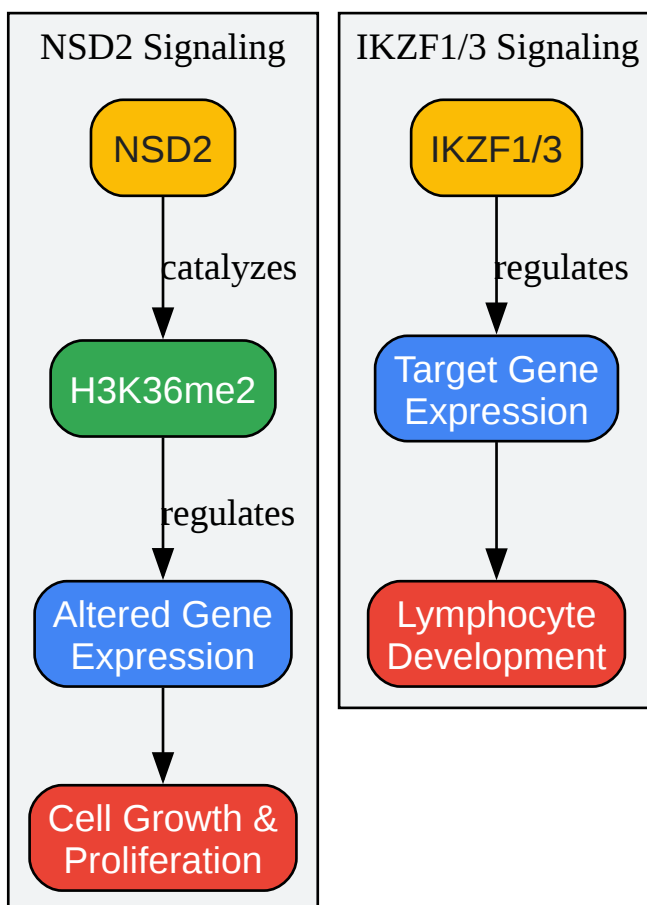 NSD2 Signaling
NSD2
catalyzes
H3K36me2
regulates
Altered Gene
Expression
Cell Growth &
Proliferation
IKZF1/3 Signaling
IKZF1/3
regulates
Target Gene
Expression
Lymphocyte
Development